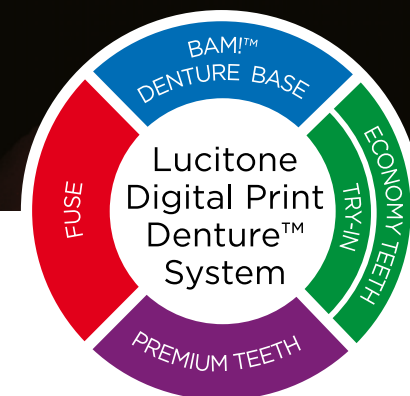 BAM!™
DENTURE BASE
ECONOMY TEETH
TRY-IN
FUSE
Lucitone
Digital Print
Denture™
System
PREMIUM TEETH